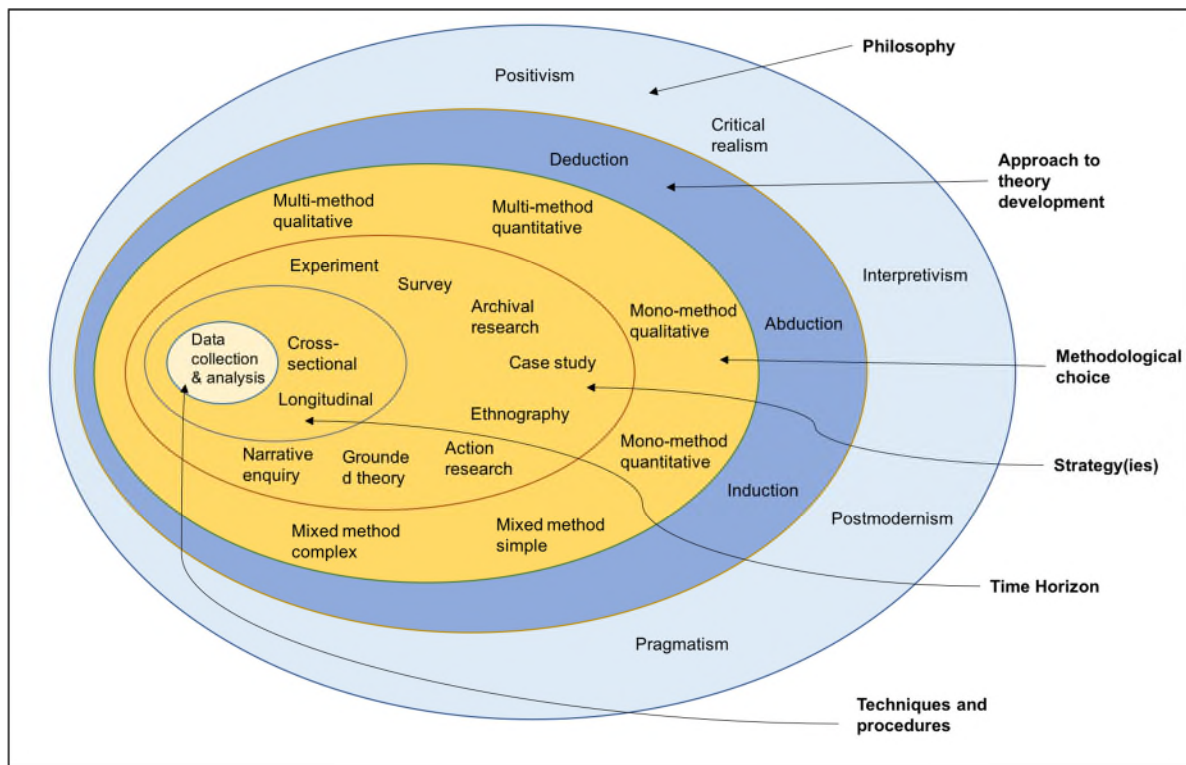 Philosophy
Positivism
Critical
realism
Deduction
Approach to
theory
development
Multi-method
qualitative
Multi-method
quantitative
Experiment
Survey
Interpretivism
Archival
research
Mono-method
qualitative
Abduction
Data
collection
& analysis
Cross-
sectional
Case study
Methodological
choice
Longitudinal
Ethnography
Narrative
enquiry
Grounde
d theory
Action
research
Mono-method
quantitative
Strategy(ies)
Induction
Postmodernism
Mixed method
complex
Mixed method
simple
Time Horizon
Pragmatism
Techniques and
procedures